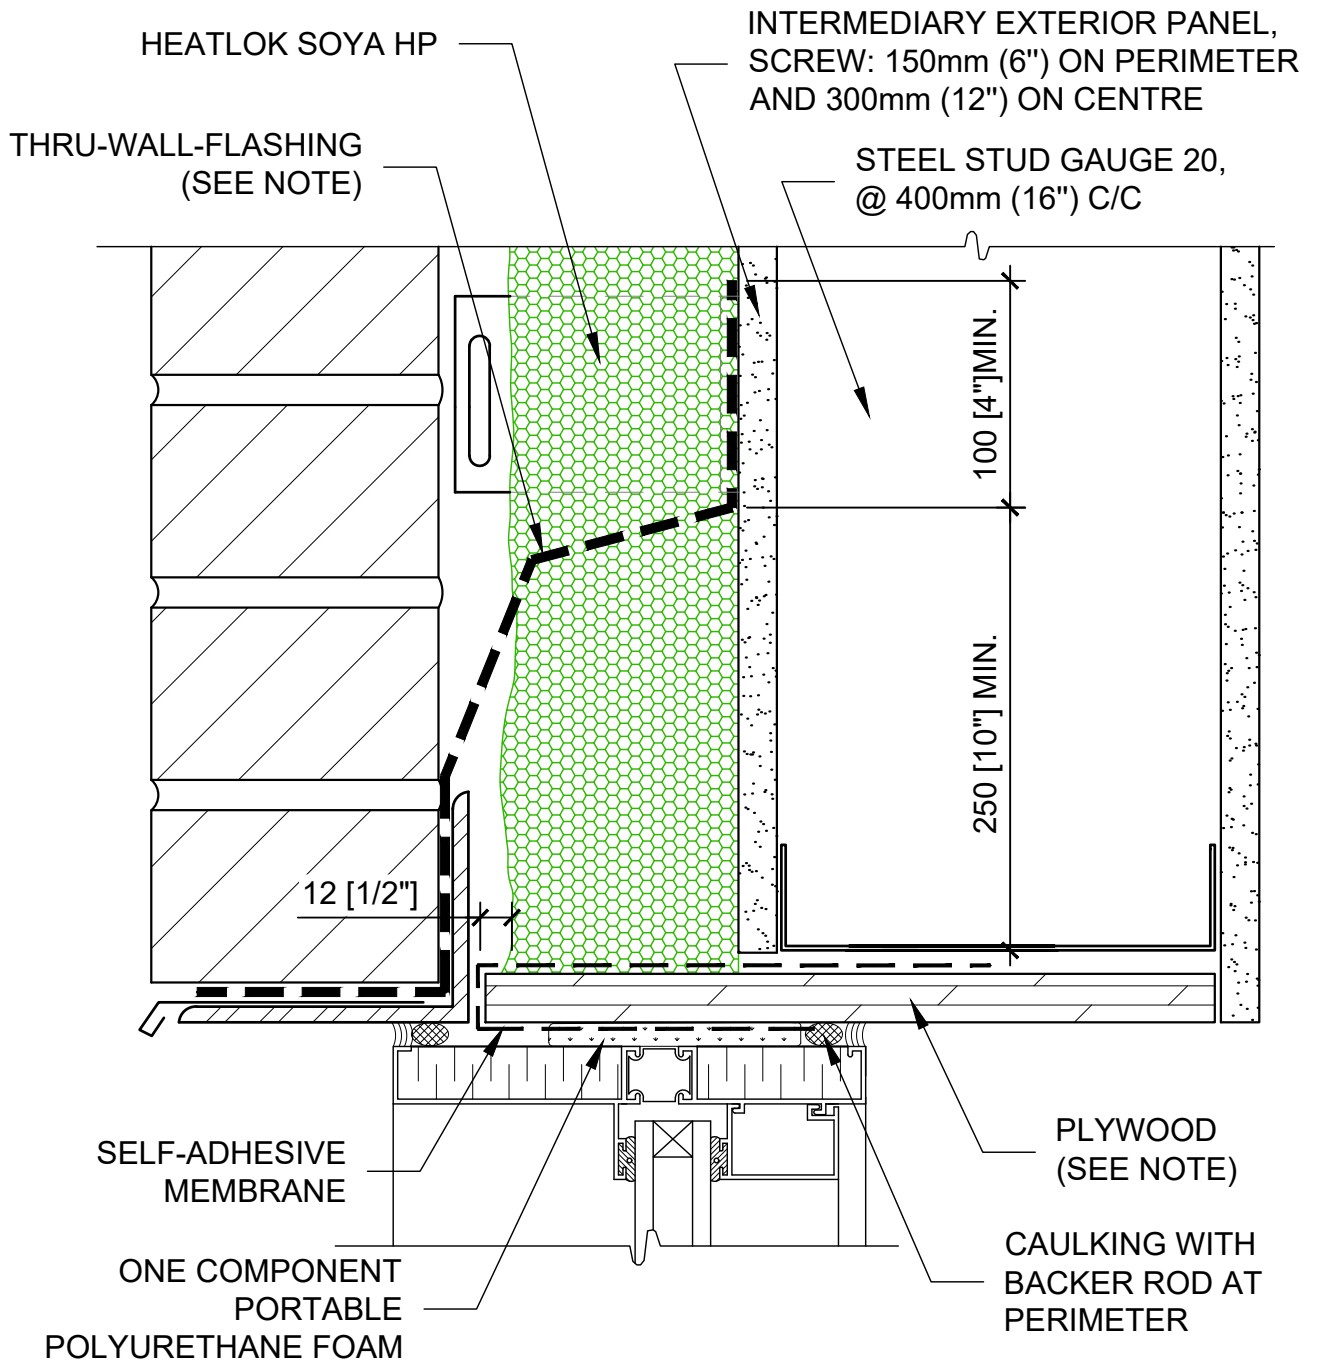 HEATLOK SOYA HP
INTERMEDIARY EXTERIOR PANEL,
SCREW: 150mm (6") ON PERIMETER
AND 300mm (12") ON CENTRE
THRU-WALL-FLASHING
(SEE NOTE)
STEEL STUD GAUGE 20,
@ 400mm (16") C/C
100 [4"]MIN.
250 [10"] MIN.
12 [1/2"]
SELF-ADHESIVE
MEMBRANE
PLYWOOD
(SEE NOTE)
ONE COMPONENT
PORTABLE
POLYURETHANE FOAM
CAULKING WITH
BACKER ROD AT
PERIMETER